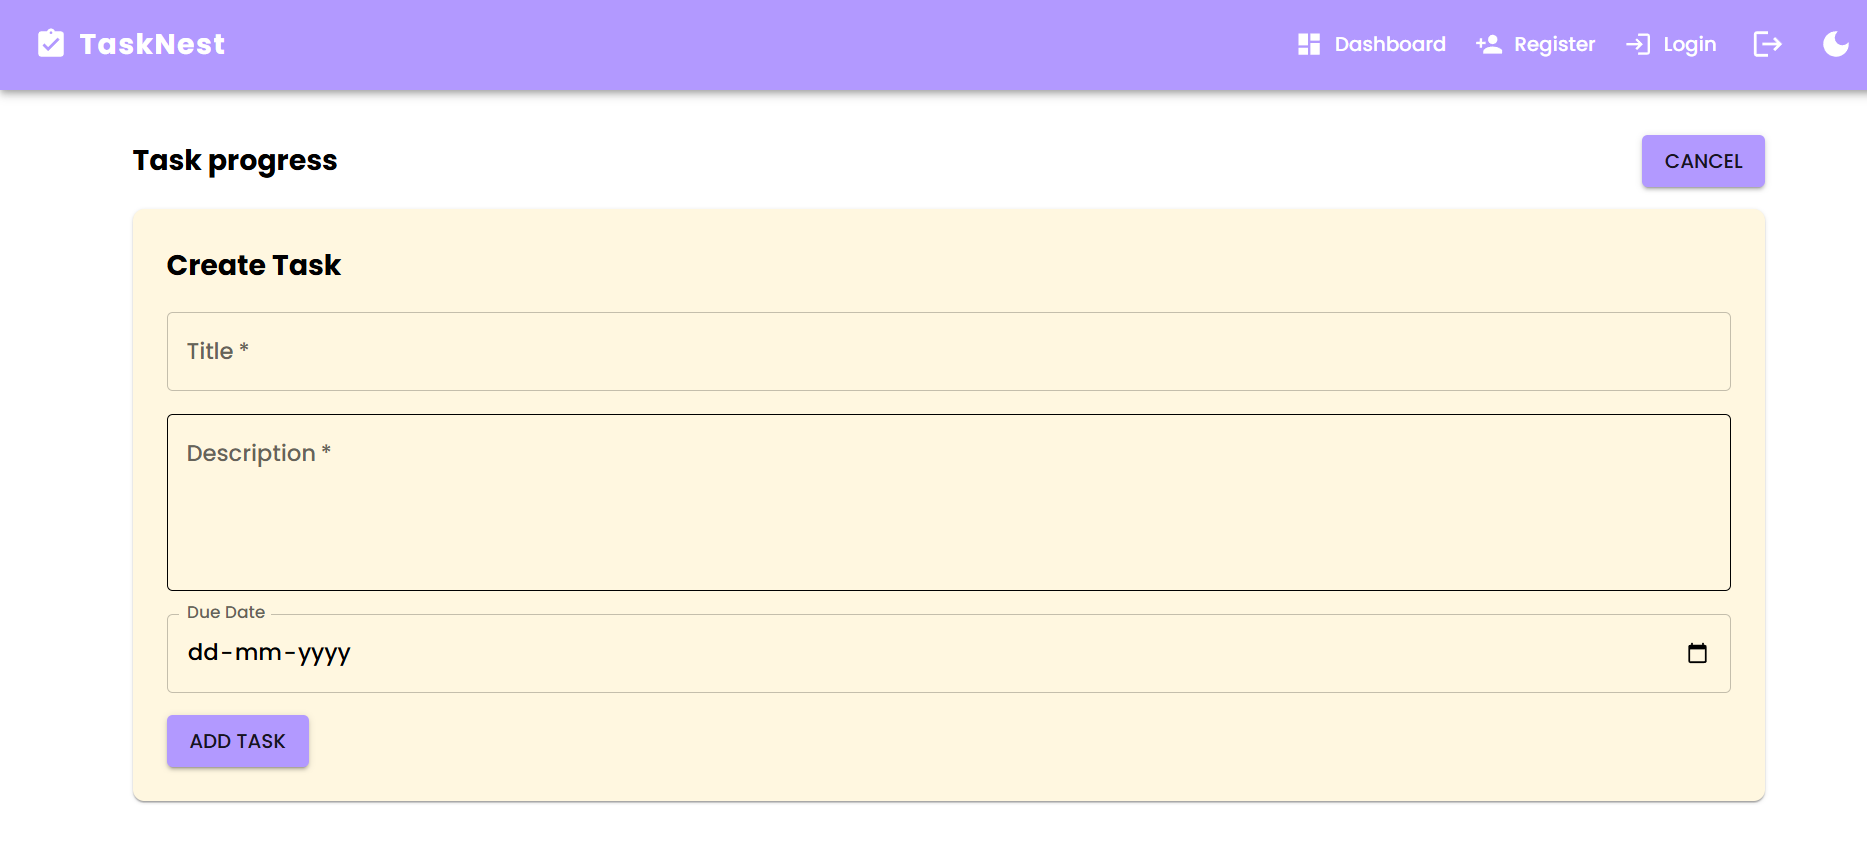 TaskNest Dashboard Register Login
Task progress CANCEL
Create Task
Title *
Description *
Due Date
dd-mm-yyyy
ADD TASK